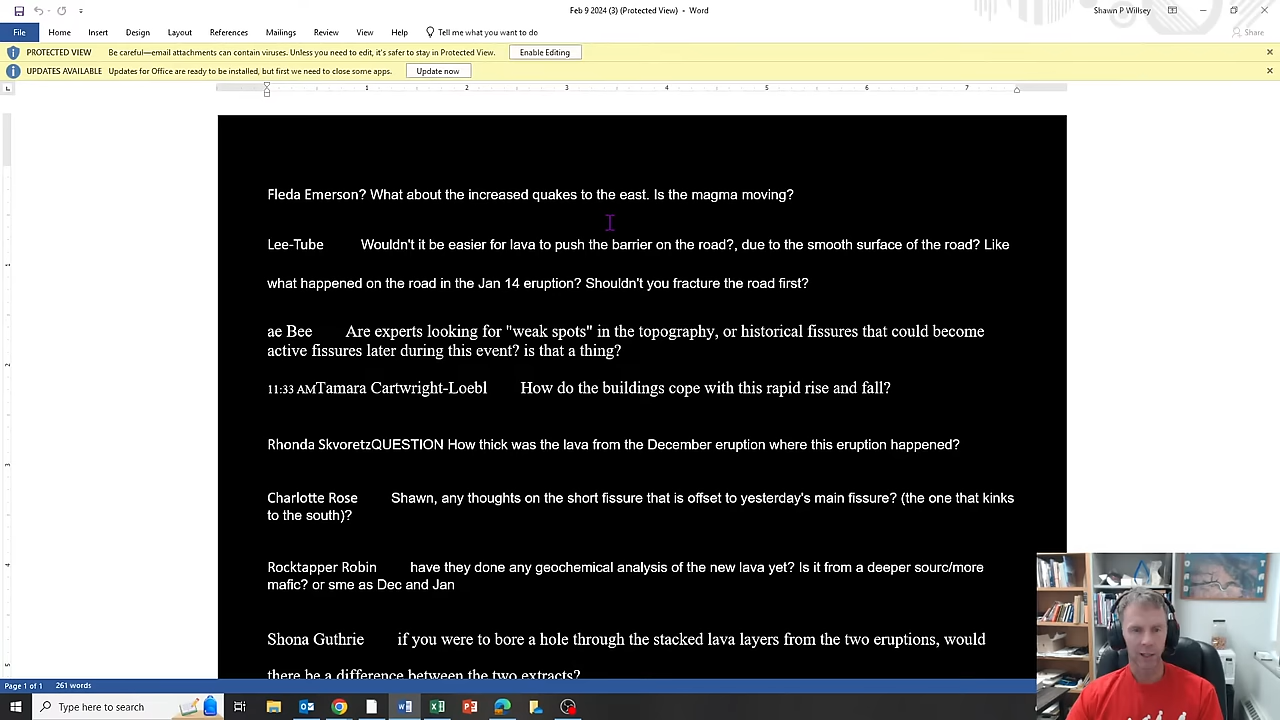 Feb 9 2024 (3) (Protected View) - Word
Shawn P Willsey
File Home Insert Design Layout References Mailings Review View Help Tell me what you want to do Share
PROTECTED VIEW Be careful—email attachments can contain viruses. Unless you need to edit, it's safer to stay in Protected View. Enable Editing
UPDATES AVAILABLE Updates for Office are ready to be installed, but first we need to close some apps. Update now
1 2 3 4 5 6 7
Fleda Emerson? What about the increased quakes to the east. Is the magma moving?
Lee-Tube Wouldn't it be easier for lava to push the barrier on the road?, due to the smooth surface of the road? Like
what happened on the road in the Jan 14 eruption? Shouldn't you fracture the road first?
ae Bee Are experts looking for "weak spots" in the topography, or historical fissures that could become
active fissures later during this event? is that a thing?
11:33 AMTamara Cartwright-Loebl How do the buildings cope with this rapid rise and fall?
Rhonda SkvoretzQUESTION How thick was the lava from the December eruption where this eruption happened?
Charlotte Rose Shawn, any thoughts on the short fissure that is offset to yesterday's main fissure? (the one that kinks
to the south)?
Rocktapper Robin have they done any geochemical analysis of the new lava yet? Is it from a deeper sourc/more
mafic? or sme as Dec and Jan
Shona Guthrie if you were to bore a hole through the stacked lava layers from the two eruptions, would
there be a difference between the two extracts?
Page 1 of 1 261 words
Type here to search